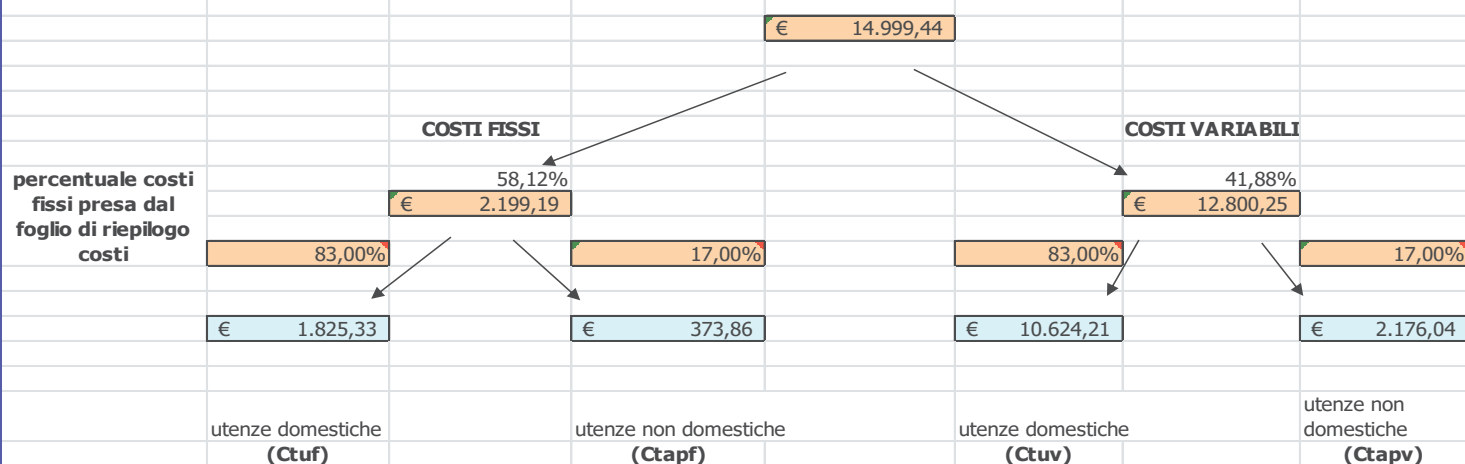 € 14.999,44
COSTI FISSI COSTI VARIABILI
percentuale costi
fissi presa dal
foglio di riepilogo
costi
58,12% 41,88%
€ 2.199,19 € 12.800,25
83,00% 17,00% 83,00% 17,00%
€ 1.825,33 € 373,86 € 10.624,21 € 2.176,04
utenze domestiche utenze non domestiche utenze domestiche utenze non
domestiche
(Ctuf) (Ctapf) (Ctuv) (Ctapv)